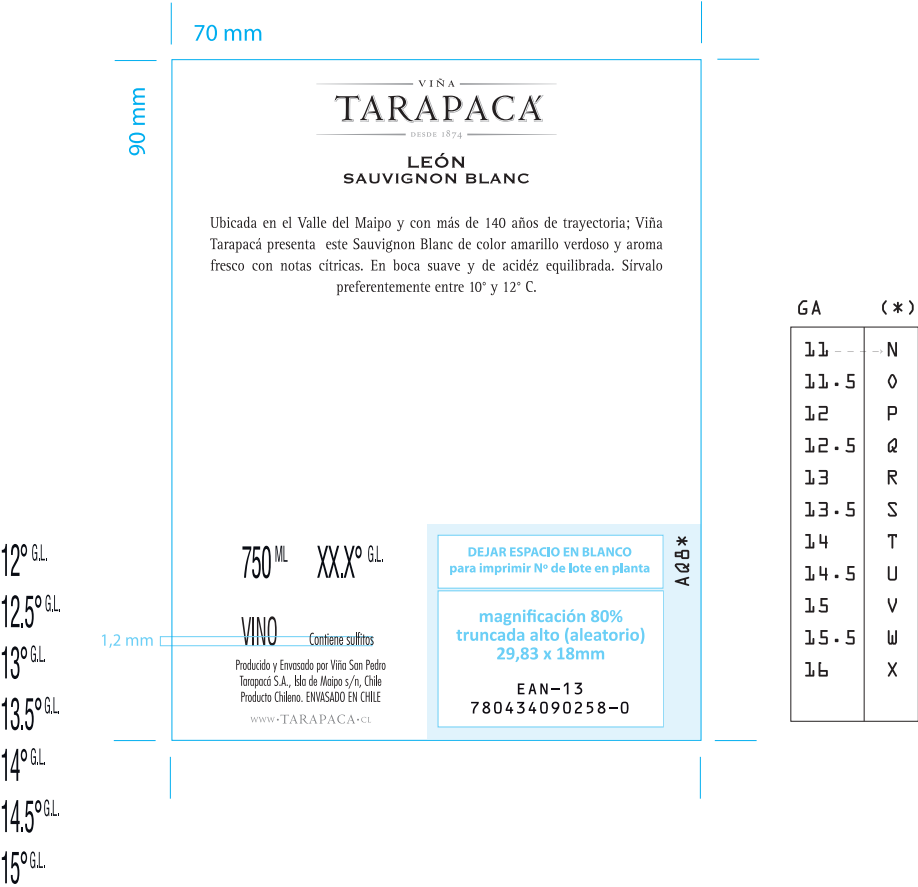 70 mm
90 mm
VIÑA
TARAPACÁ
DESDE 1874
LEÓN
SAUVIGNON BLANC
Ubicada en el Valle del Maipo y con más de 140 años de trayectoria; Viña
Tarapacá presenta este Sauvignon Blanc de color amarillo verdoso y aroma
fresco con notas cítricas. En boca suave y de acidéz equilibrada. Sírvalo
preferentemente entre 10° y 12° C.
750 ML XX.X° G.L.
VINO Contiene sulfitos
1,2 mm
Producido y Envasado por Viña San Pedro
Tarapacá S.A., Isla de Maipo s/n, Chile
Producto Chileno. ENVASADO EN CHILE
WWW·TARAPACA·CL
DEJAR ESPACIO EN BLANCO
para imprimir Nº de lote en planta
magnificación 80%
truncada alto (aleatorio)
29,83 x 18mm
EAN-13
780434090258-0
12° G.L.
12.5° G.L.
13° G.L.
13.5° G.L.
14° G.L.
14.5° G.L.
15° G.L.
GA (*)
11 N
11.5 O
12 P
12.5 Q
13 R
13.5 S
14 T
14.5 U
15 V
15.5 W
16 X